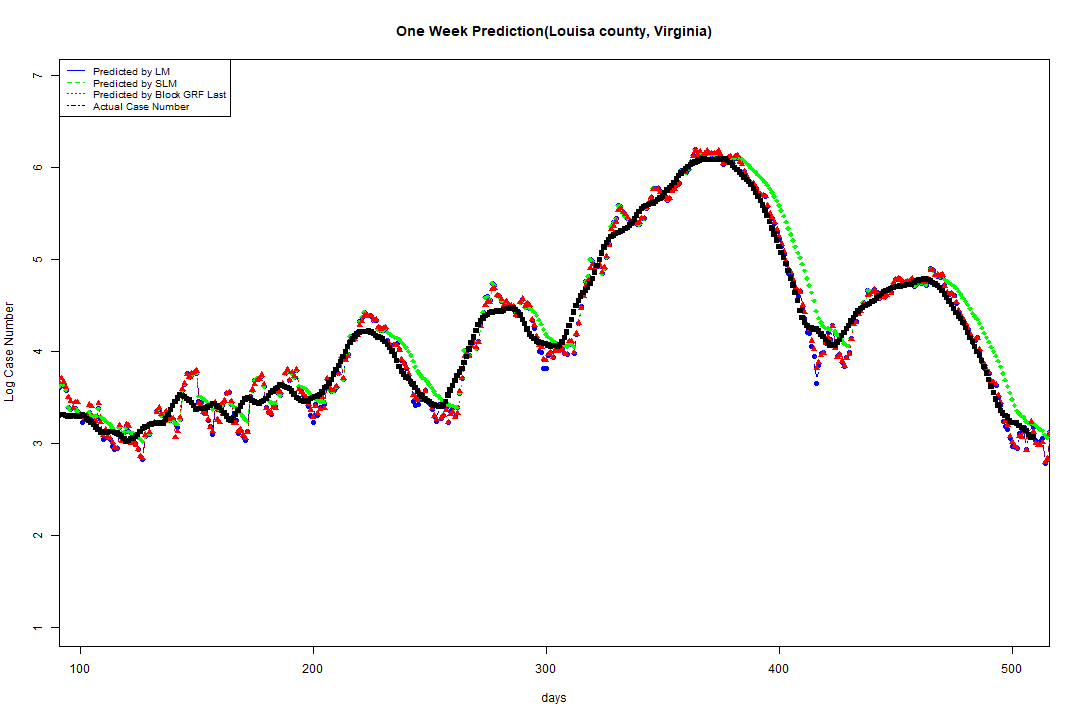 One Week Prediction(Louisa county, Virginia)
Predicted by LM
Predicted by SLM
Predicted by Block GRF Last
Actual Case Number
7
6
5
4
3
2
1
Log Case Number
100 200 300 400 500
days